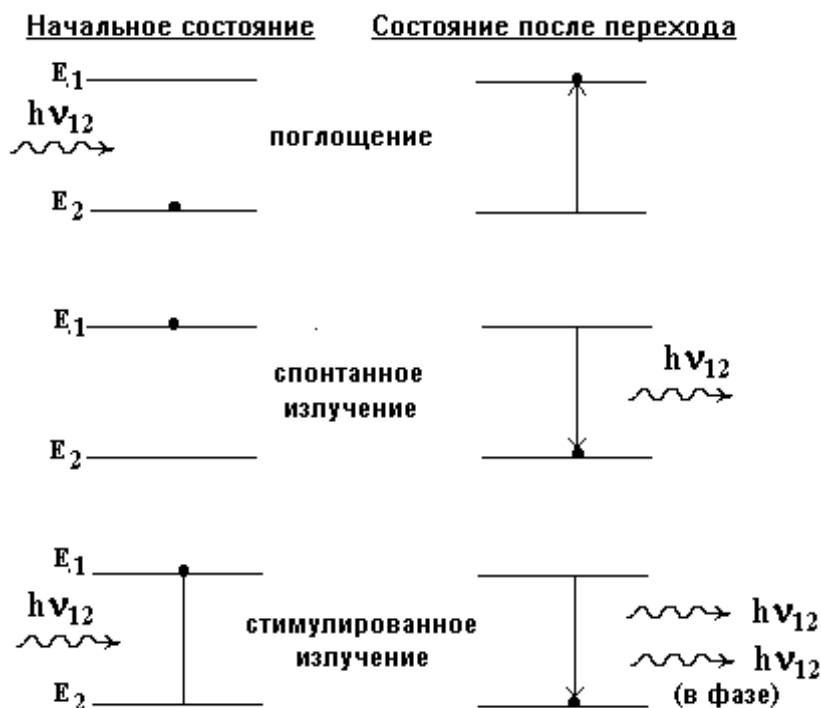 Начальное состояние Состояние после перехода
E1
hν12
поглощение
E2
E1
спонтанное
излучение
hν12
E2
E1
hν12
стимулированное
излучение
hν12
hν12
(в фазе)
E2